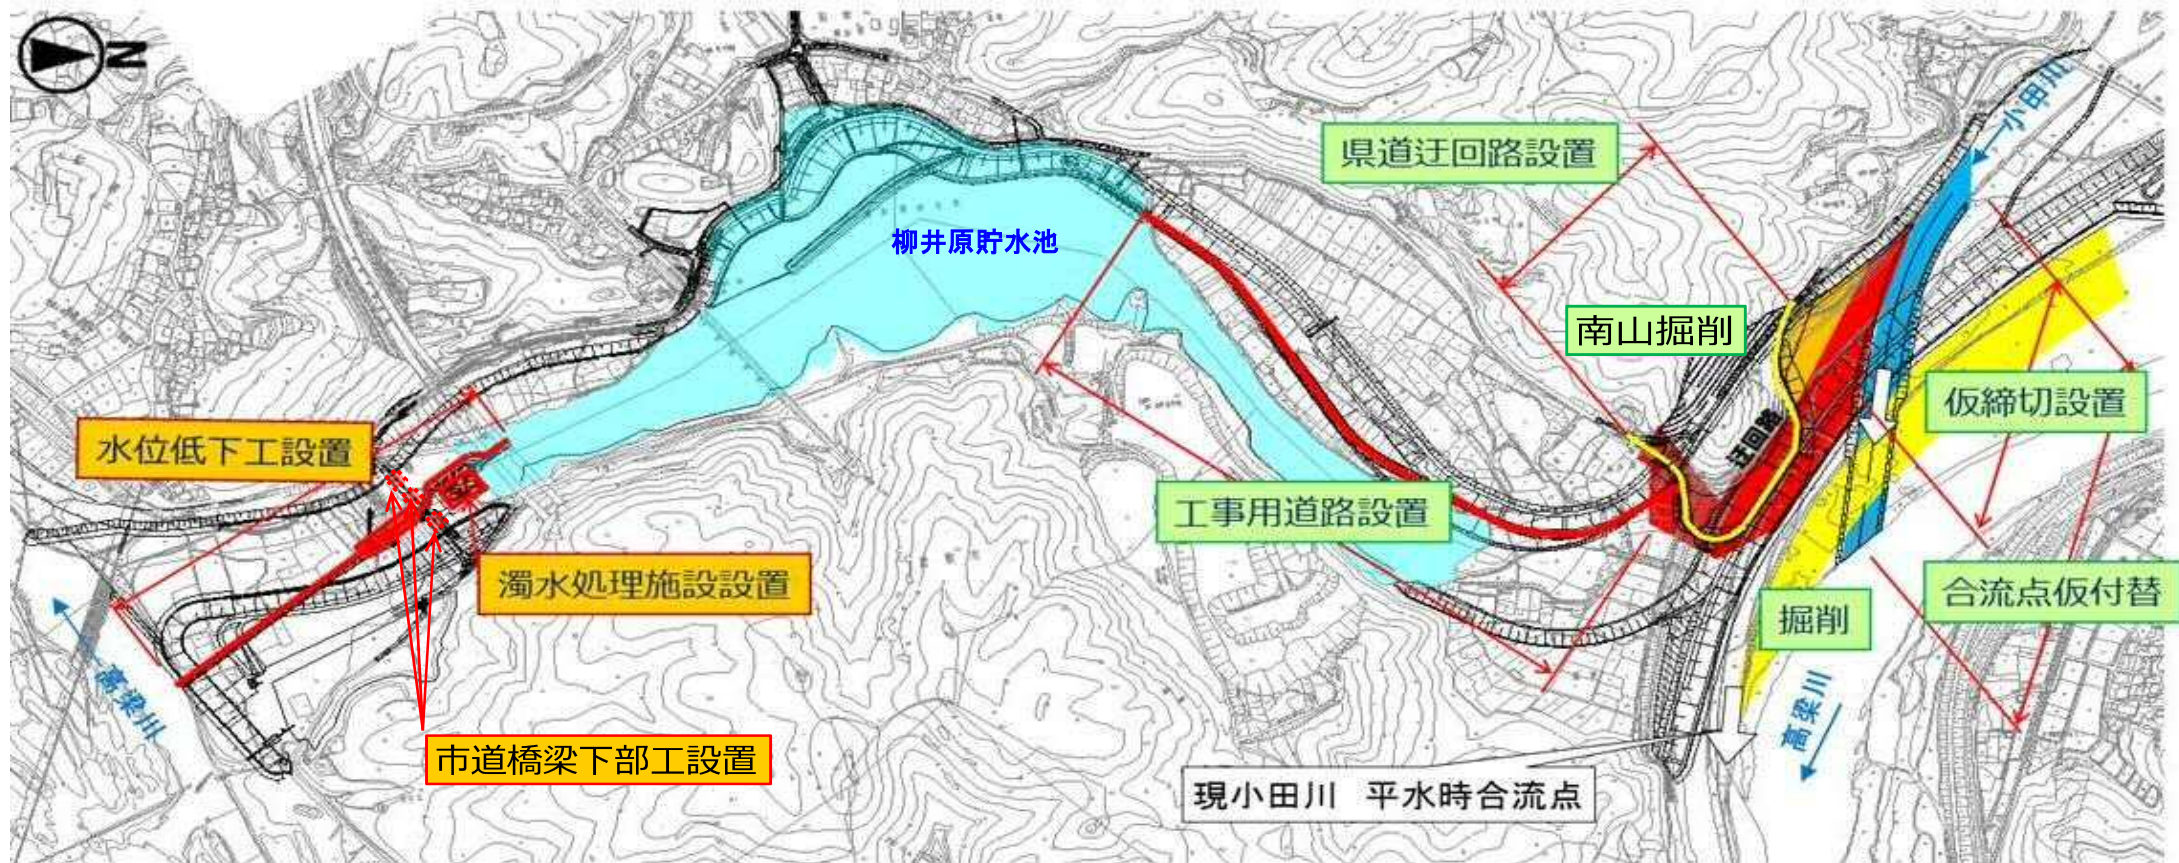 N
小田川
県道迂回路設置
柳井原貯水池
南山掘削
仮締切設置
迂回路
水位低下工設置
工事用道路設置
濁水処理施設設置
合流点仮付替
掘削
高梁川
高梁川
市道橋梁下部工設置
現小田川 平水時合流点